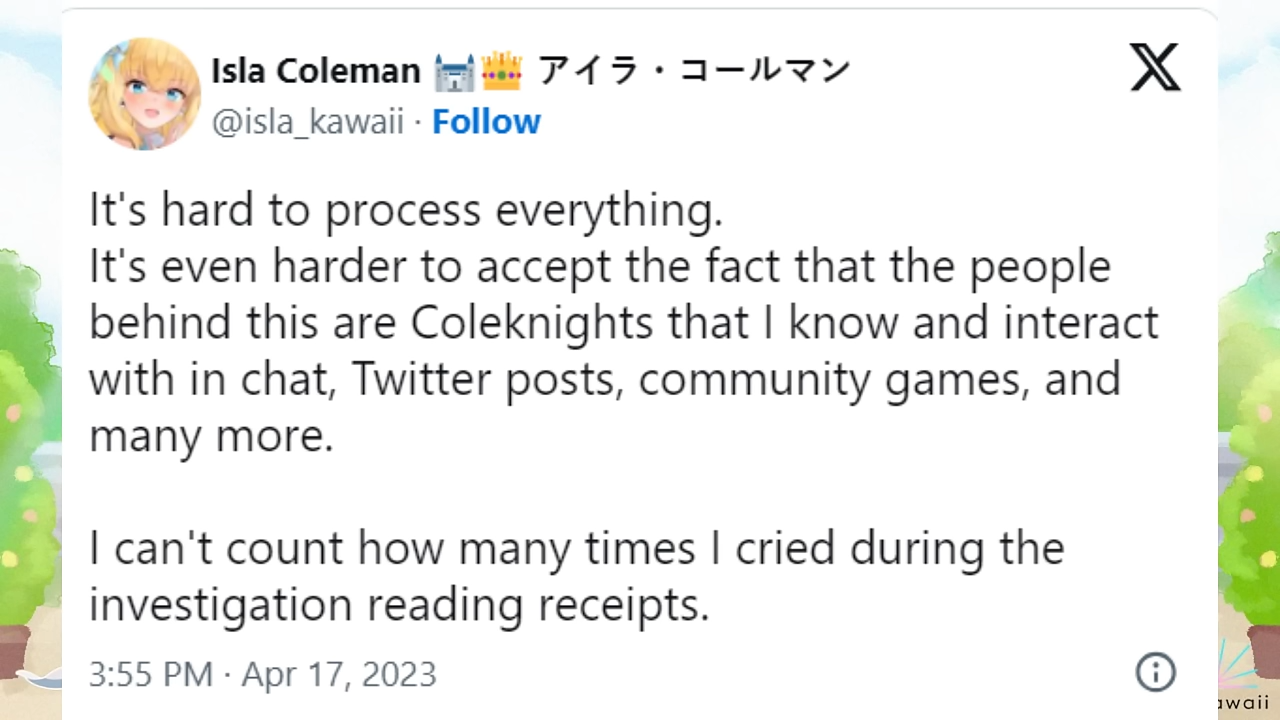 Isla Coleman 🏰👑 アイラ・コールマン
@isla_kawaii · Follow
It's hard to process everything.
It's even harder to accept the fact that the people
behind this are Coleknights that I know and interact
with in chat, Twitter posts, community games, and
many more.
I can't count how many times I cried during the
investigation reading receipts.
3:55 PM · Apr 17, 2023
awaii